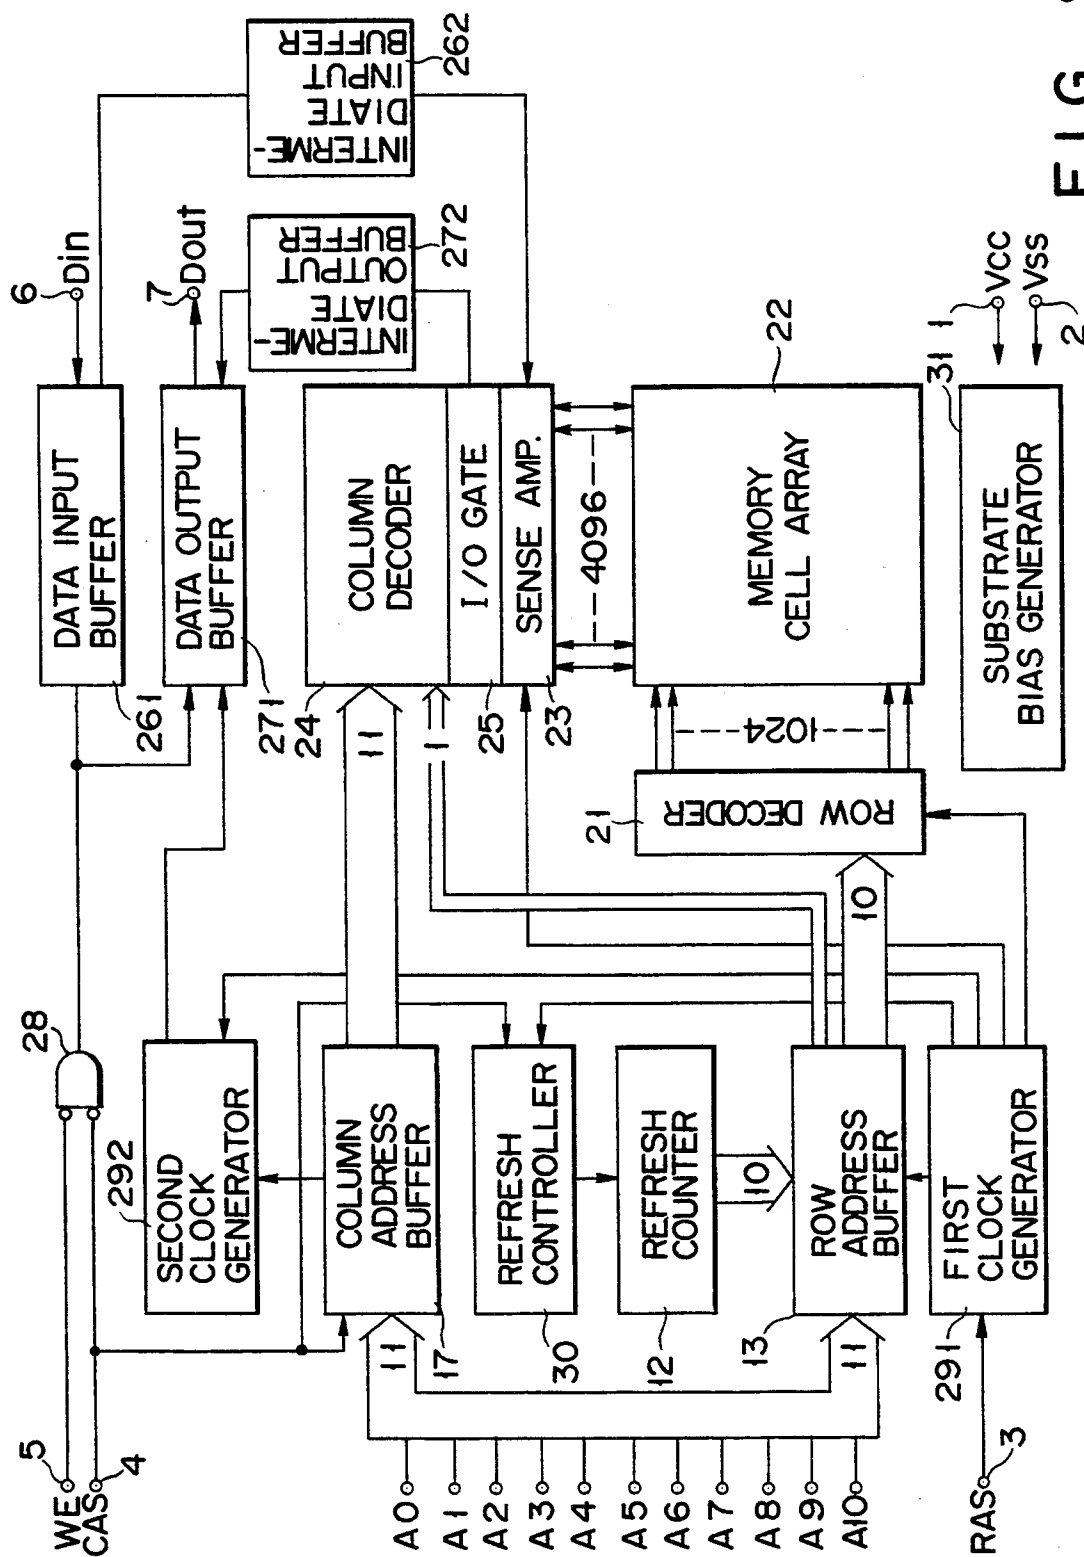 WE
5
CAS
4
28
292
SECOND
CLOCK
GENERATOR
COLUMN
ADDRESS
BUFFER
17
11
REFRESH
CONTROLLER
30
REFRESH
COUNTER
12
10
ROW
ADDRESS
BUFFER
13
11
FIRST
CLOCK
GENERATOR
291
RAS
3
A0
A1
A2
A3
A4
A5
A6
A7
A8
A9
A10
DATA INPUT
BUFFER
261
6
Din
DATA OUTPUT
BUFFER
271
7
Dout
INTERME-
DIATE
INPUT
BUFFER
262
INTERME-
DIATE
OUTPUT
BUFFER
272
24
COLUMN
DECODER
11
1
I/O GATE
25
SENSE AMP.
23
4096
ROW DECODER
21
10
1024
MEMORY
CELL ARRAY
22
SUBSTRATE
BIAS GENERATOR
31
1
VCC
VSS
2
FIG